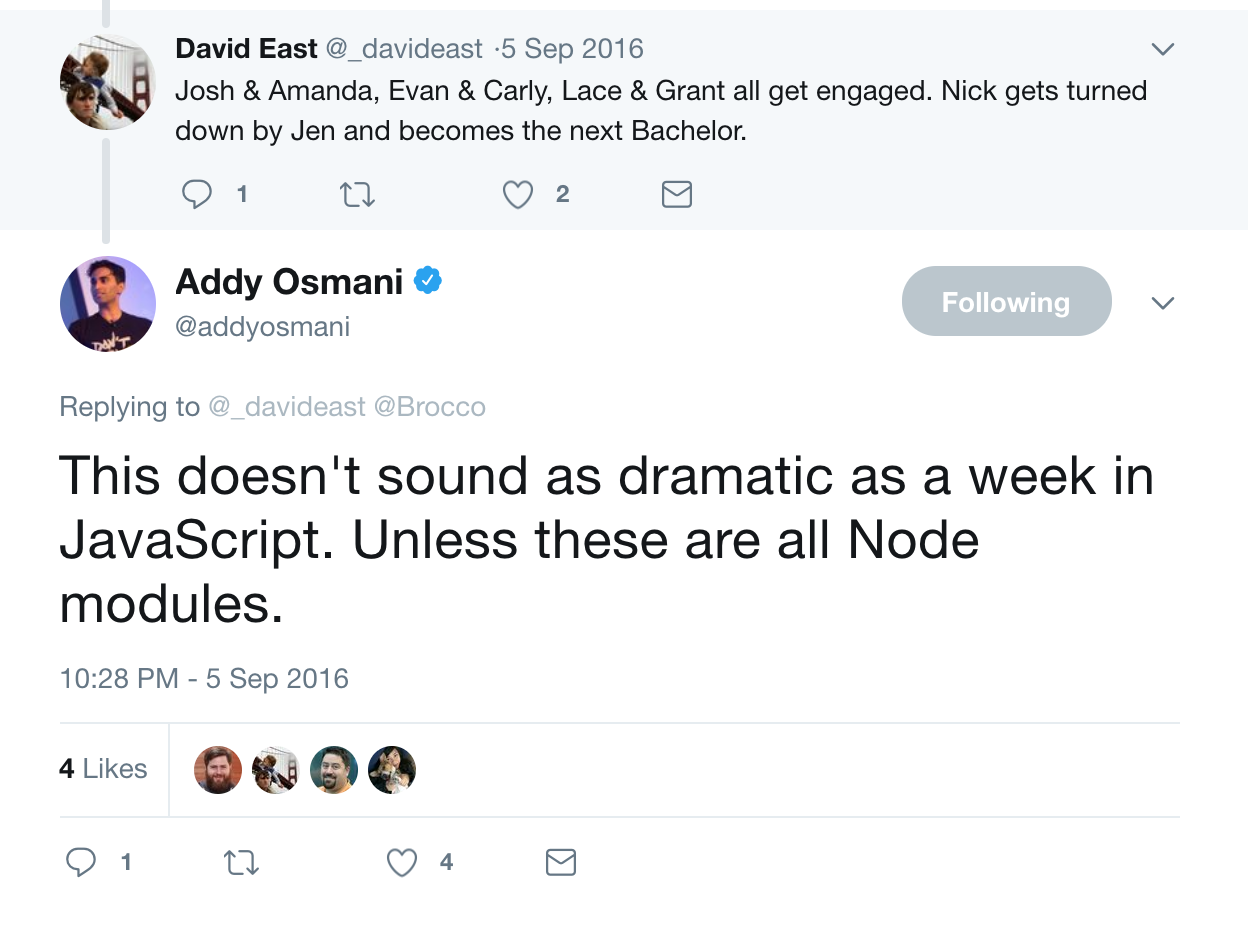 David East @_davideast ·5 Sep 2016
Josh & Amanda, Evan & Carly, Lace & Grant all get engaged. Nick gets turned
down by Jen and becomes the next Bachelor.
1 2
Addy Osmani
@addyosmani
Following
Replying to @_davideast @Brocco
This doesn't sound as dramatic as a week in
JavaScript. Unless these are all Node
modules.
10:28 PM - 5 Sep 2016
4 Likes
1 4